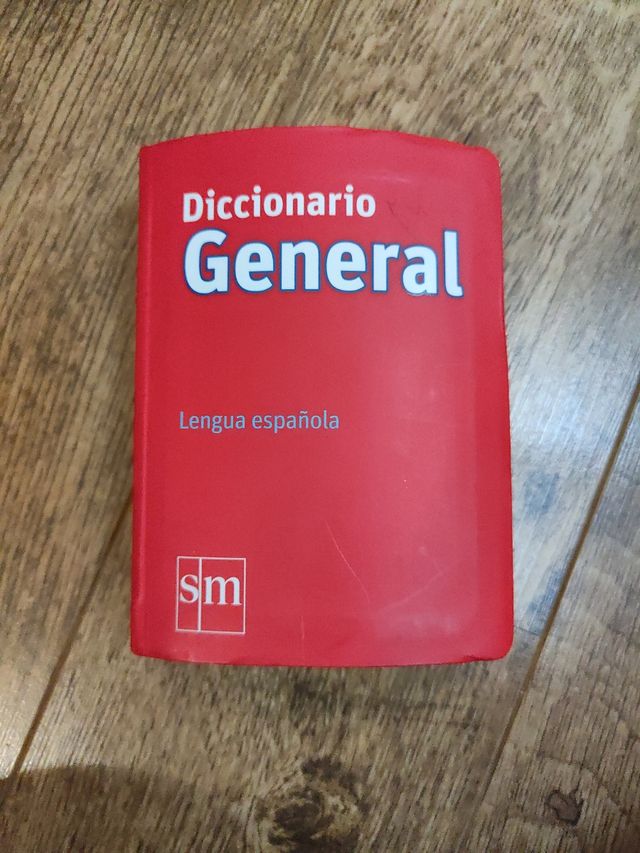 Diccionario
General
Lengua española
sm